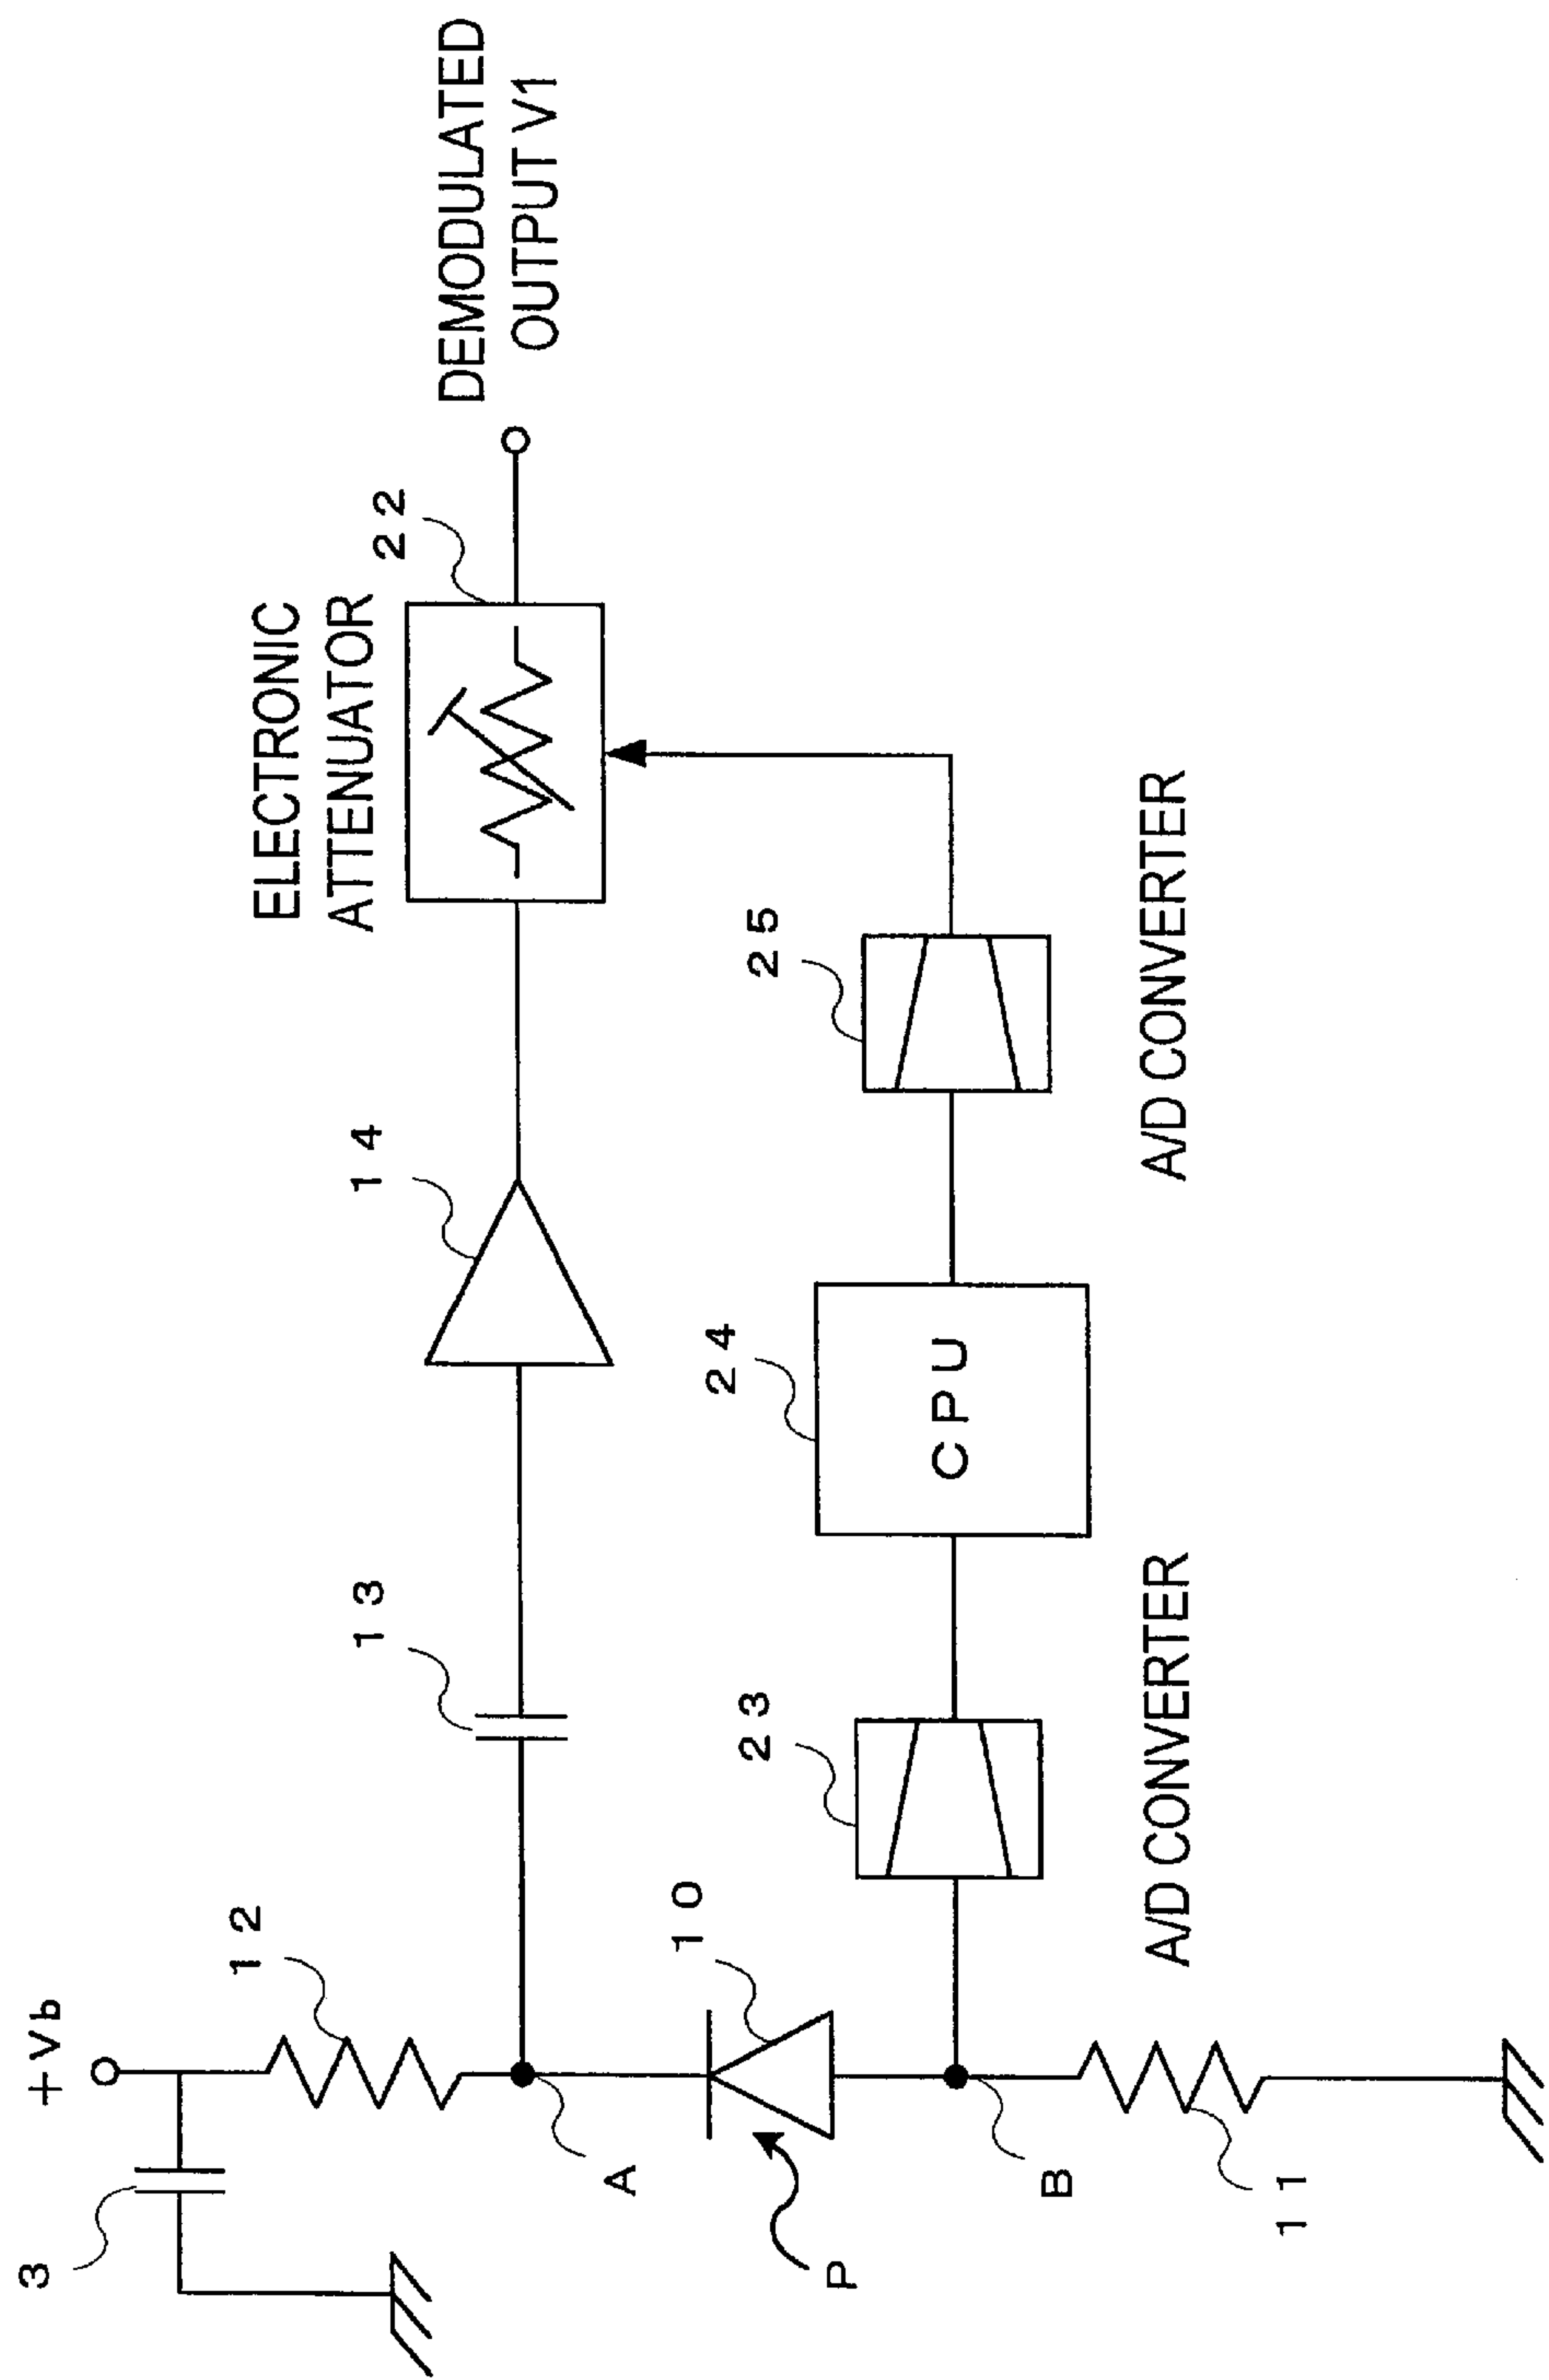 +Vb
3
12
A
P
10
B
11
13
14
ELECTRONIC
ATTENUATOR
22
DEMODULATED
OUTPUT V1
23
A/D CONVERTER
24
CPU
25
A/D CONVERTER